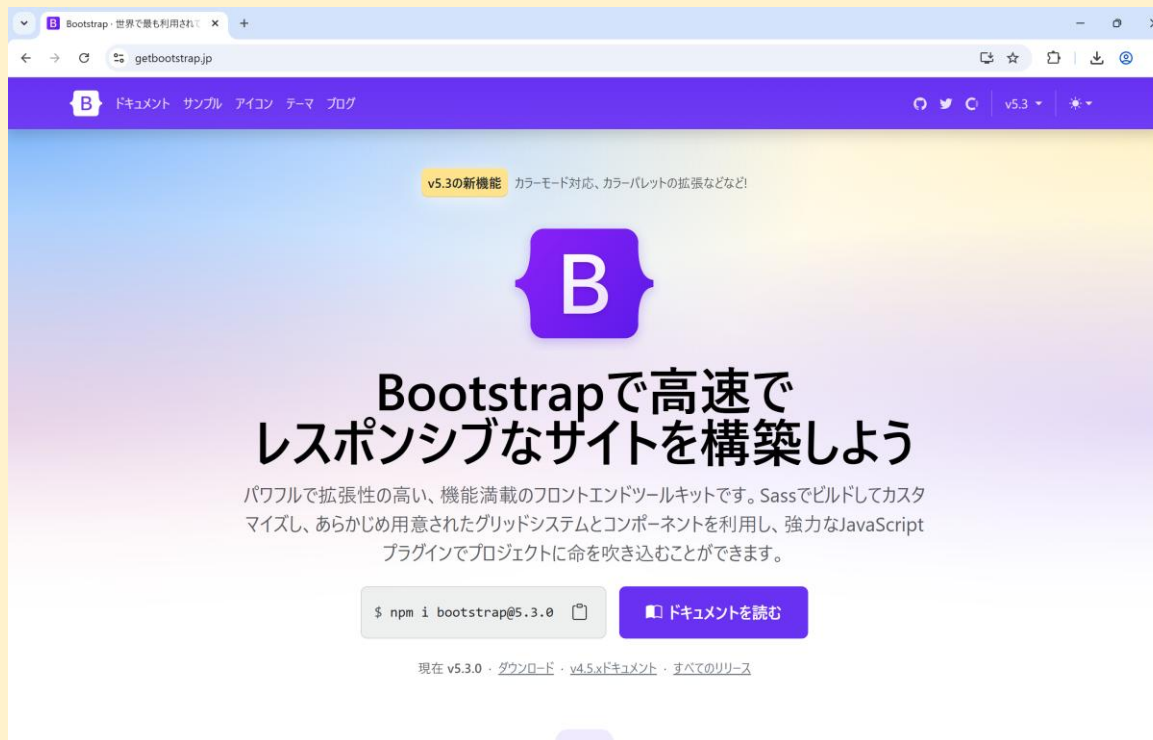 Bootstrap · 世界で最も利用されて
getbootstrap.jp
B ドキュメント サンプル アイコン テーマ ブログ v5.3
v5.3の新機能 カラーモード対応、カラーパレットの拡張などなど!
B
Bootstrapで高速で
レスポンシブなサイトを構築しよう
パワフルで拡張性の高い、機能満載のフロントエンドツールキットです。Sassでビルドしてカスタ
マイズし、あらかじめ用意されたグリッドシステムとコンポーネントを利用し、強力なJavaScript
プラグインでプロジェクトに命を吹き込むことができます。
$ npm i bootstrap@5.3.0 ドキュメントを読む
現在 v5.3.0 · ダウンロード · v4.5.xドキュメント · すべてのリリース